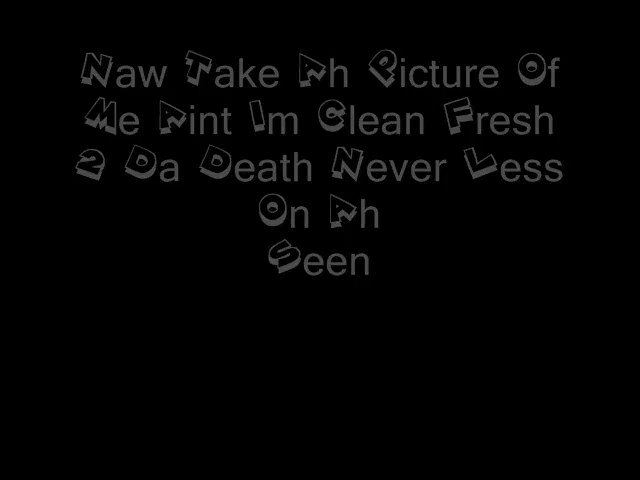 Naw Take Ah Picture Of
Me Aint Im Clean Fresh
2 Da Death Never Less
On Ah
Seen